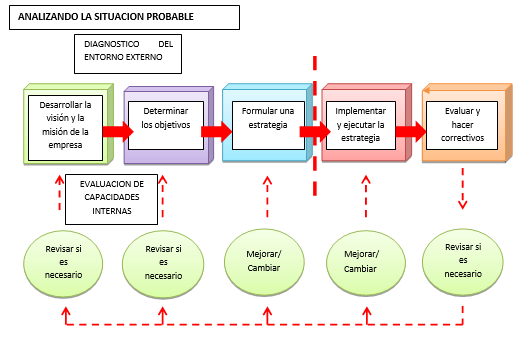 ANALIZANDO LA SITUACION PROBABLE
DIAGNOSTICO DEL
ENTORNO EXTERNO
Desarrollar la
visión y la
misión de la
empresa
Determinar
los objetivos
Formular una
estrategia
Implementar
y ejecutar la
estrategia
Evaluar y
hacer
correctivos
EVALUACION DE
CAPACIDADES
INTERNAS
Revisar si
es
necesario
Revisar si
es
necesario
Mejorar/
Cambiar
Mejorar/
Cambiar
Revisar si
es
necesario